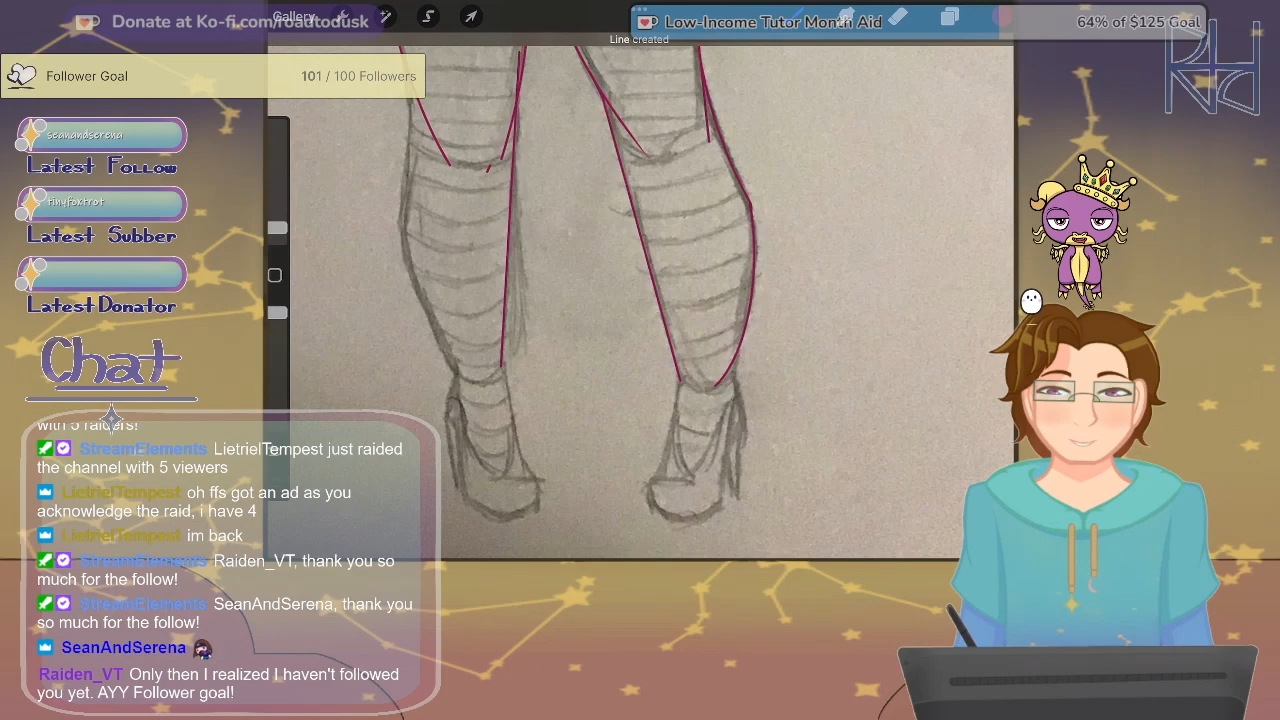 Donate at Ko-fi.com/roadtodusk
Gallery
Low-Income Tutor Month Aid
64% of $125 Goal
Line created
Follower Goal
101 / 100 Followers
seanandserena
Latest Follow
tinyfoxtrot
Latest Subber
Latest Donator
Chat
with 5 raiders!
StreamElements LietrielTempest just raided
the channel with 5 viewers
LietrielTempest oh ffs got an ad as you
acknowledge the raid, i have 4
LietrielTempest im back
StreamElements Raiden_VT, thank you so
much for the follow!
StreamElements SeanAndSerena, thank you
so much for the follow!
SeanAndSerena
Raiden_VT Only then I realized I haven't followed
you yet. AYY Follower goal!